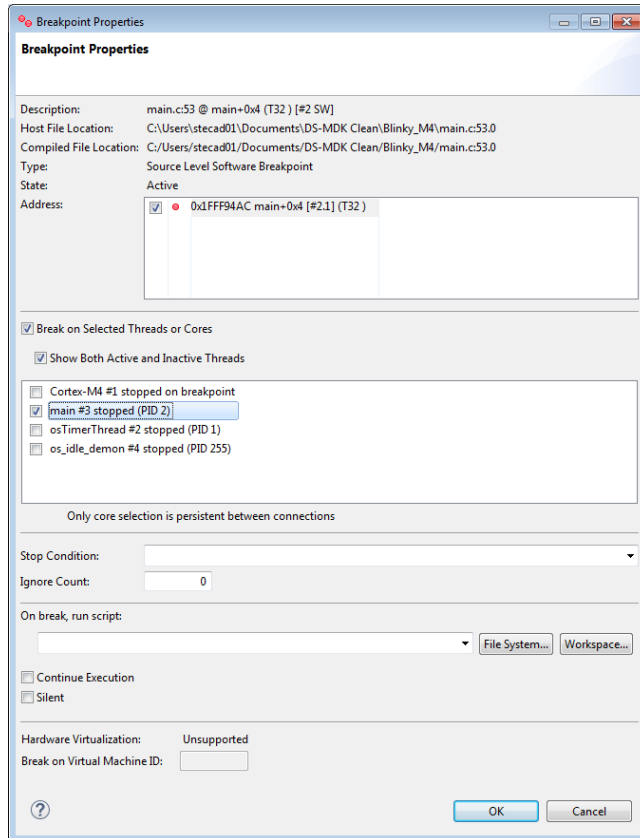 Breakpoint Properties
Breakpoint Properties
Description: main.c:53 @ main+0x4 (T32 ) [#2 SW]
Host File Location: C:\Users\stecad01\Documents\DS-MDK Clean\Blinky_M4\main.c:53.0
Compiled File Location: C:/Users/stecad01/Documents/DS-MDK Clean/Blinky_M4/main.c:53.0
Type: Source Level Software Breakpoint
State: Active
Address: 0x1FFF94AC main+0x4 [#2.1] (T32 )
Break on Selected Threads or Cores
Show Both Active and Inactive Threads
Cortex-M4 #1 stopped on breakpoint
main #3 stopped (PID 2)
osTimerThread #2 stopped (PID 1)
os_idle_demon #4 stopped (PID 255)
Only core selection is persistent between connections
Stop Condition:
Ignore Count: 0
On break, run script:
File System... Workspace...
Continue Execution
Silent
Hardware Virtualization: Unsupported
Break on Virtual Machine ID:
? OK Cancel